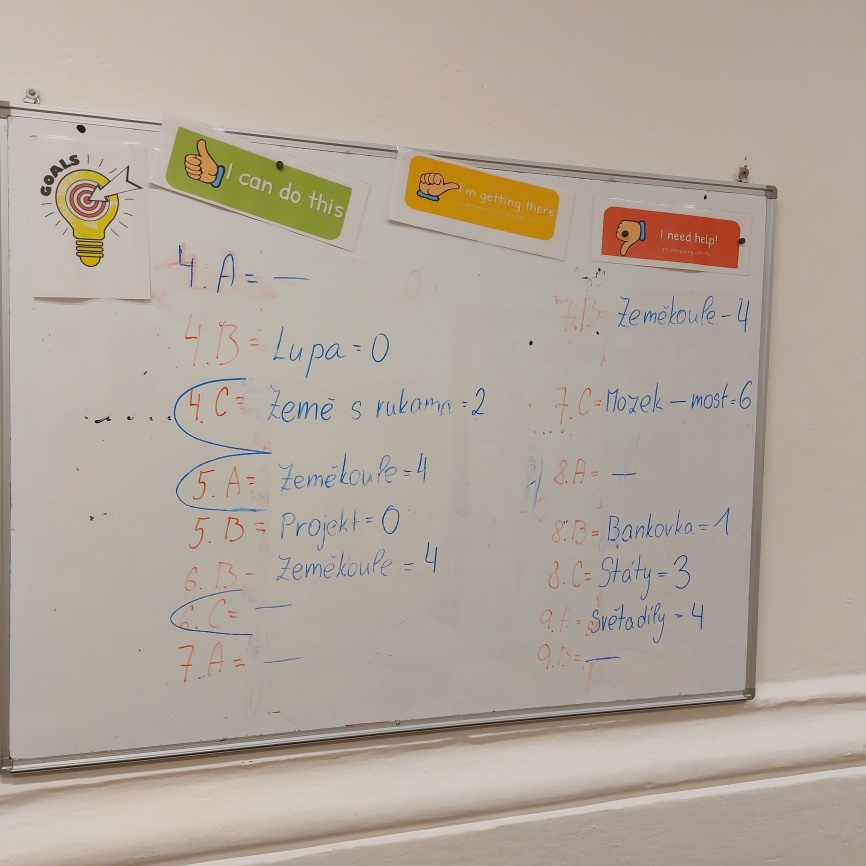 GOALS
I can do this
I'm getting there
I need help!
4. A = —
4. B = Lupa = 0
4. C = Země s rukama = 2
5. A = Zeměkoule = 4
5. B = Projekt = 0
6. B = Zeměkoule = 4
6. C = —
7. A = —
7. B = Zeměkoule - 4
7. C = Mozek — most = 6
8. A = —
8. B = Bankovka = 1
8. C = Státy = 3
9. A = Světadíly - 4
9. B = —